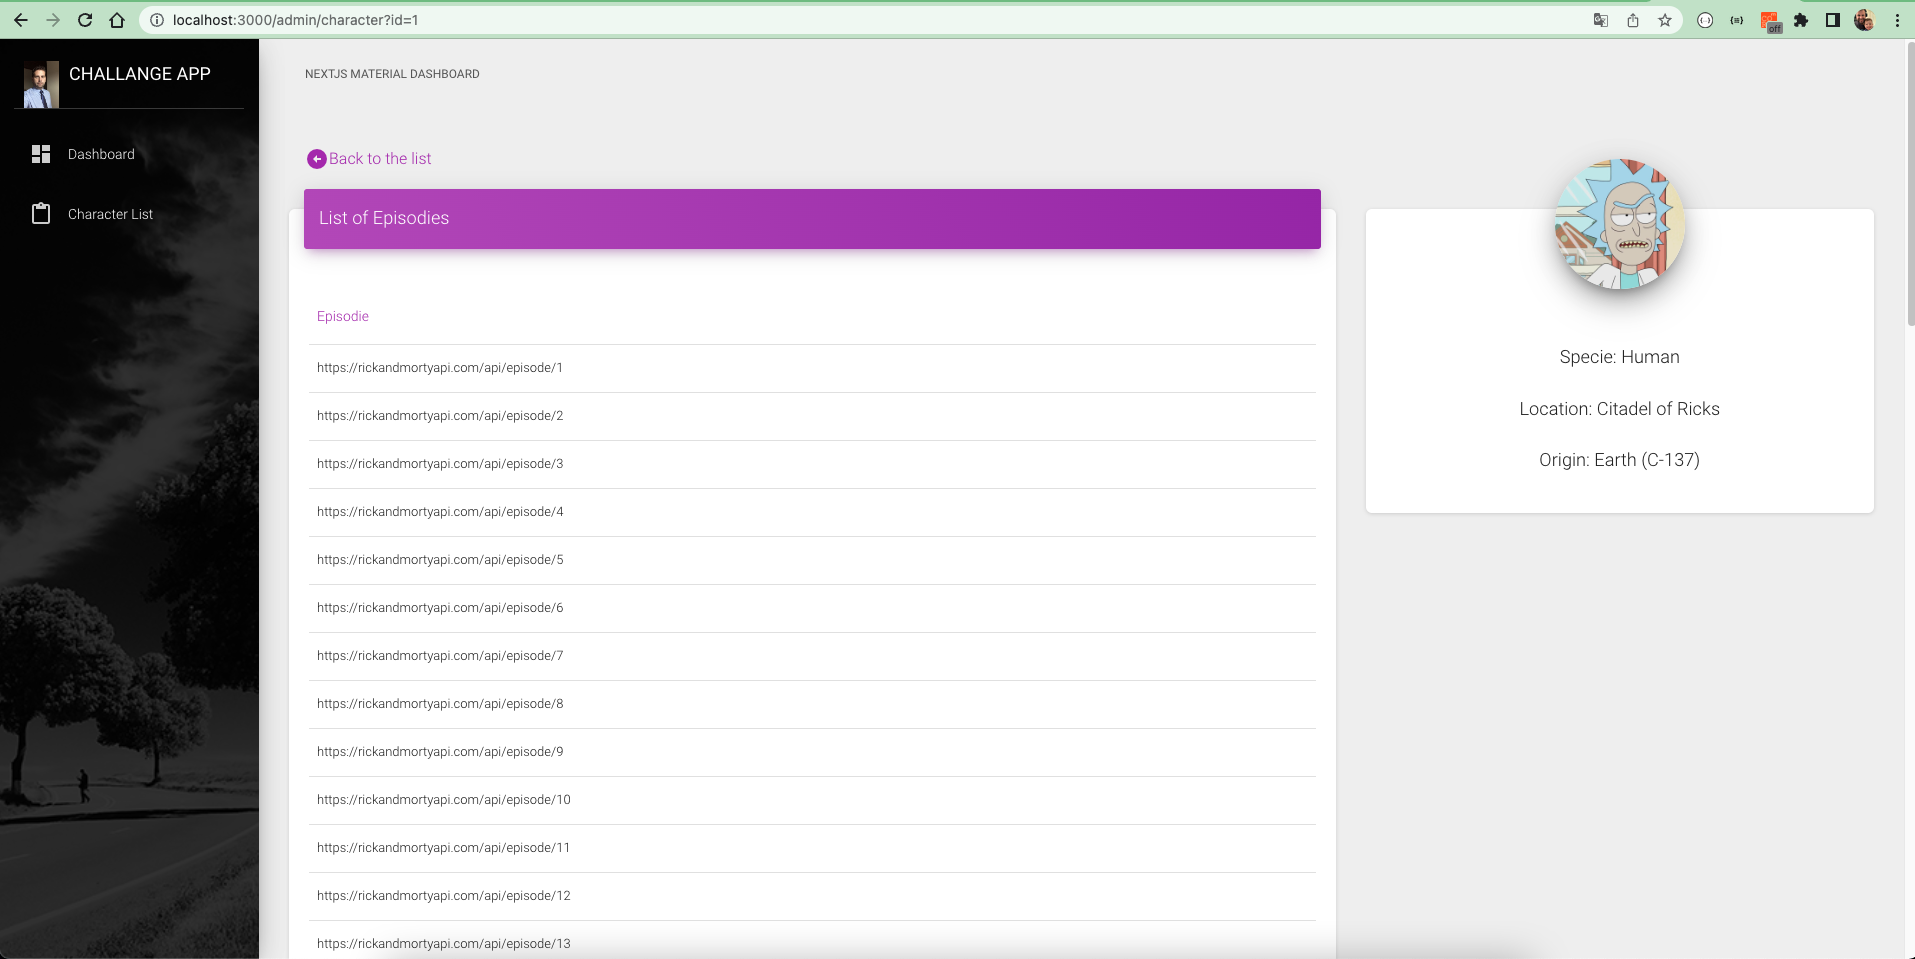 localhost:3000/admin/character?id=1
off
CHALLANGE APP
Dashboard
Character List
NEXTJS MATERIAL DASHBOARD
Back to the list
List of Episodies
Episodie
https://rickandmortyapi.com/api/episode/1
https://rickandmortyapi.com/api/episode/2
https://rickandmortyapi.com/api/episode/3
https://rickandmortyapi.com/api/episode/4
https://rickandmortyapi.com/api/episode/5
https://rickandmortyapi.com/api/episode/6
https://rickandmortyapi.com/api/episode/7
https://rickandmortyapi.com/api/episode/8
https://rickandmortyapi.com/api/episode/9
https://rickandmortyapi.com/api/episode/10
https://rickandmortyapi.com/api/episode/11
https://rickandmortyapi.com/api/episode/12
https://rickandmortyapi.com/api/episode/13
Specie: Human
Location: Citadel of Ricks
Origin: Earth (C-137)